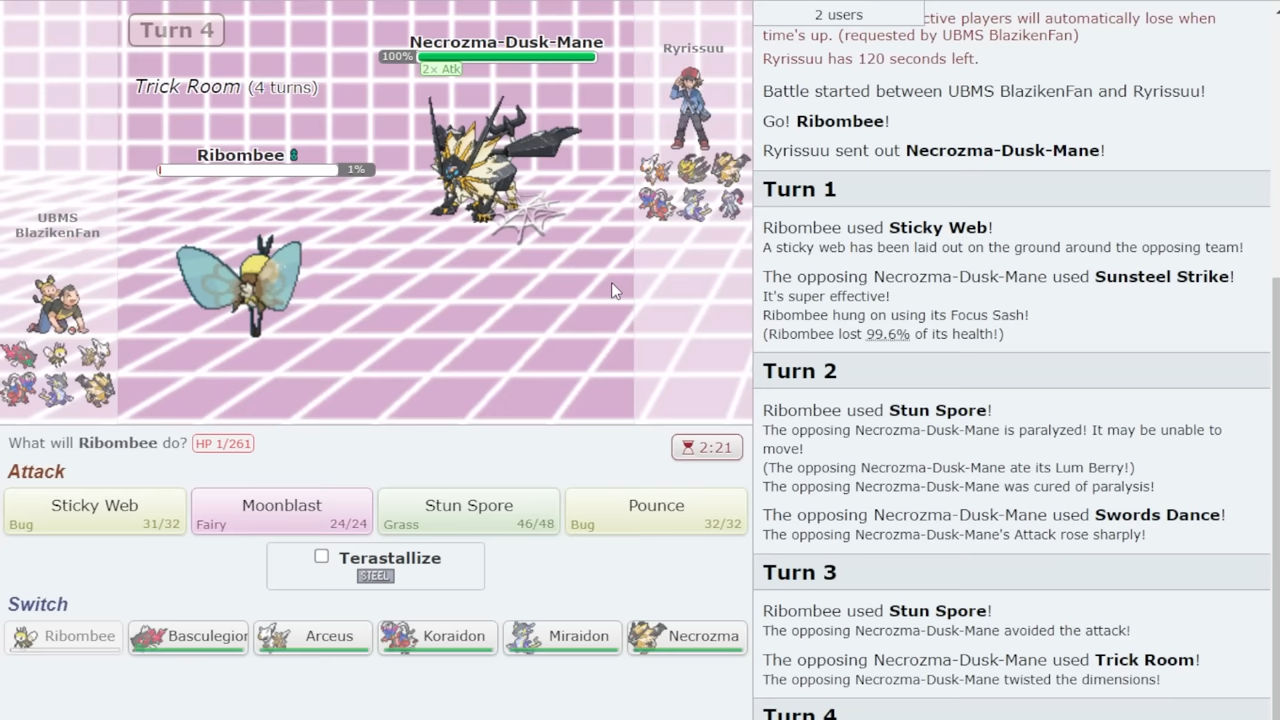 Turn 4
Necrozma-Dusk-Mane
100%
2× Atk
Trick Room (4 turns)
Ribombee
1%
Ryrissuu
UBMS
BlazikenFan
What will Ribombee do? HP 1/261
2:21
Attack
Sticky Web
Bug 31/32
Moonblast
Fairy 24/24
Stun Spore
Grass 46/48
Pounce
Bug 32/32
Terastallize
STEEL
Switch
Ribombee
Basculegion
Arceus
Koraidon
Miraidon
Necrozma
2 users
ctive players will automatically lose when
time's up. (requested by UBMS BlazikenFan)
Ryrissuu has 120 seconds left.
Battle started between UBMS BlazikenFan and Ryrissuu!
Go! Ribombee!
Ryrissuu sent out Necrozma-Dusk-Mane!
Turn 1
Ribombee used Sticky Web!
A sticky web has been laid out on the ground around the opposing team!
The opposing Necrozma-Dusk-Mane used Sunsteel Strike!
It's super effective!
Ribombee hung on using its Focus Sash!
(Ribombee lost 99.6% of its health!)
Turn 2
Ribombee used Stun Spore!
The opposing Necrozma-Dusk-Mane is paralyzed! It may be unable to
move!
(The opposing Necrozma-Dusk-Mane ate its Lum Berry!)
The opposing Necrozma-Dusk-Mane was cured of paralysis!
The opposing Necrozma-Dusk-Mane used Swords Dance!
The opposing Necrozma-Dusk-Mane's Attack rose sharply!
Turn 3
Ribombee used Stun Spore!
The opposing Necrozma-Dusk-Mane avoided the attack!
The opposing Necrozma-Dusk-Mane used Trick Room!
The opposing Necrozma-Dusk-Mane twisted the dimensions!
Turn 4